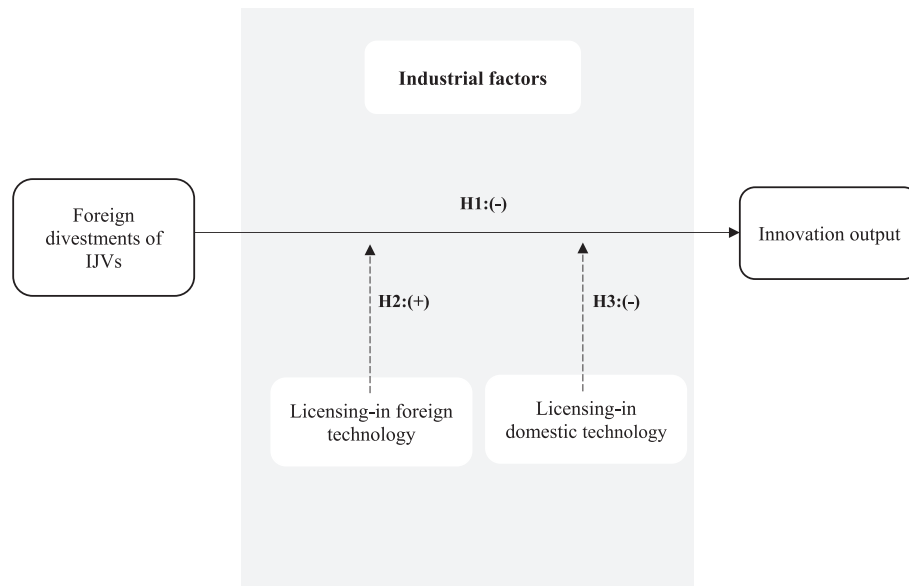 Industrial factors
H1:(-)
Foreign
divestments of
IJVs
Innovation output
H2:(+)
H3:(-)
Licensing-in foreign
technology
Licensing-in
domestic technology